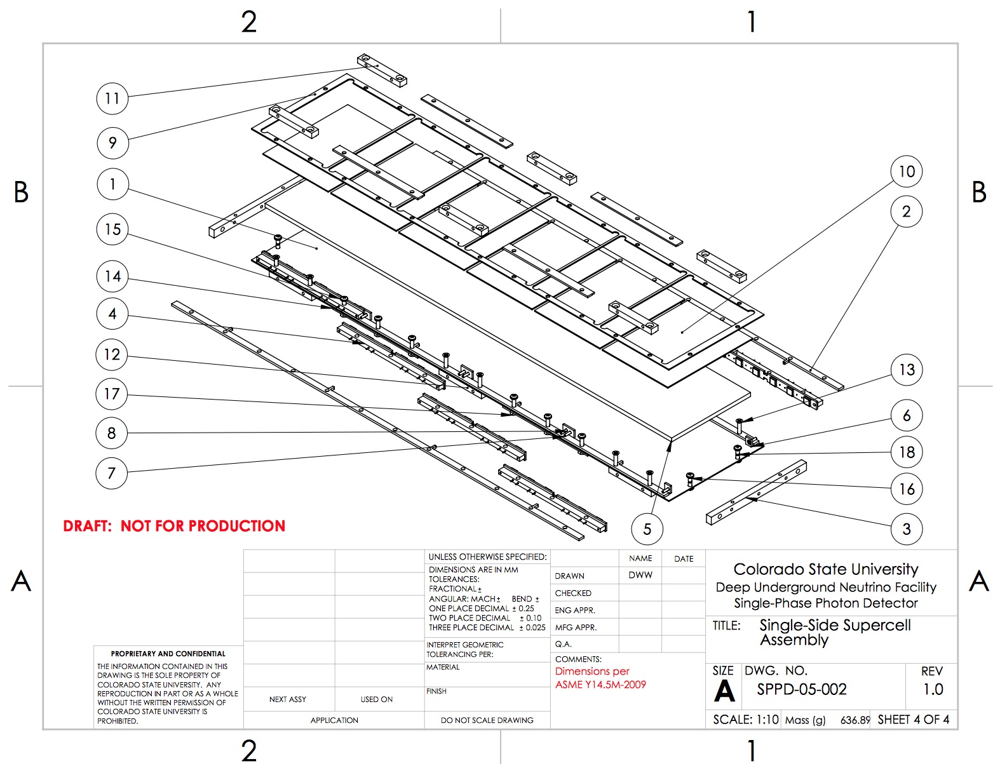 2
1
11
9
1
15
14
4
12
17
8
7
10
2
13
6
18
16
3
5
B
B
A
A
DRAFT: NOT FOR PRODUCTION
PROPRIETARY AND CONFIDENTIAL
THE INFORMATION CONTAINED IN THIS
DRAWING IS THE SOLE PROPERTY OF
COLORADO STATE UNIVERSITY. ANY
REPRODUCTION IN PART OR AS A WHOLE
WITHOUT THE WRITTEN PERMISSION OF
COLORADO STATE UNIVERSITY IS
PROHIBITED.
NEXT ASSY
USED ON
APPLICATION
UNLESS OTHERWISE SPECIFIED:
DIMENSIONS ARE IN MM
TOLERANCES:
FRACTIONAL ±
ANGULAR: MACH ± BEND ±
ONE PLACE DECIMAL ± 0.25
TWO PLACE DECIMAL ± 0.10
THREE PLACE DECIMAL ± 0.025
INTERPRET GEOMETRIC
TOLERANCING PER:
MATERIAL
FINISH
DO NOT SCALE DRAWING
NAME
DATE
DRAWN
DWW
CHECKED
ENG APPR.
MFG APPR.
Q.A.
COMMENTS:
Dimensions per
ASME Y14.5M-2009
Colorado State University
Deep Underground Neutrino Facility
Single-Phase Photon Detector
TITLE: Single-Side Supercell
Assembly
SIZE
A
DWG. NO.
SPPD-05-002
REV
1.0
SCALE: 1:10
Mass (g) 636.89
SHEET 4 OF 4
2
1